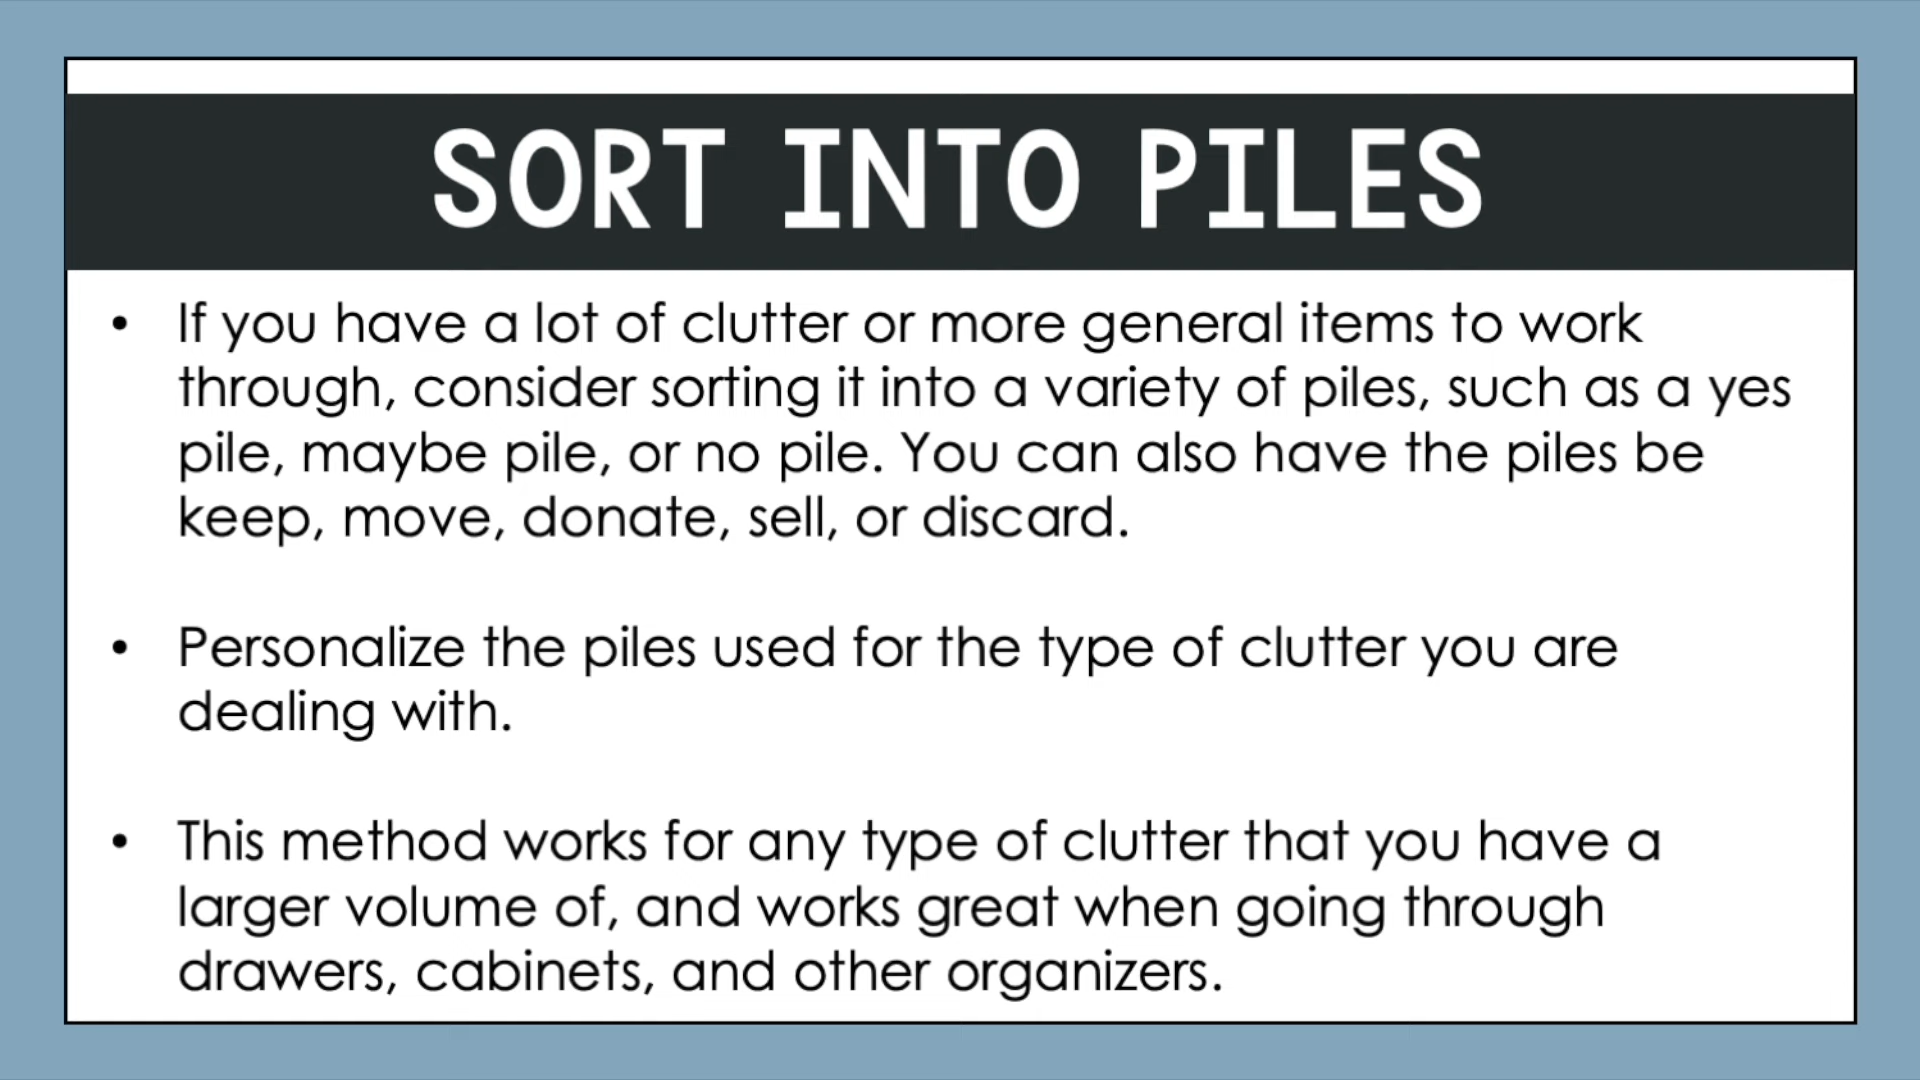 SORT INTO PILES
• If you have a lot of clutter or more general items to work
through, consider sorting it into a variety of piles, such as a yes
pile, maybe pile, or no pile. You can also have the piles be
keep, move, donate, sell, or discard.
• Personalize the piles used for the type of clutter you are
dealing with.
• This method works for any type of clutter that you have a
larger volume of, and works great when going through
drawers, cabinets, and other organizers.